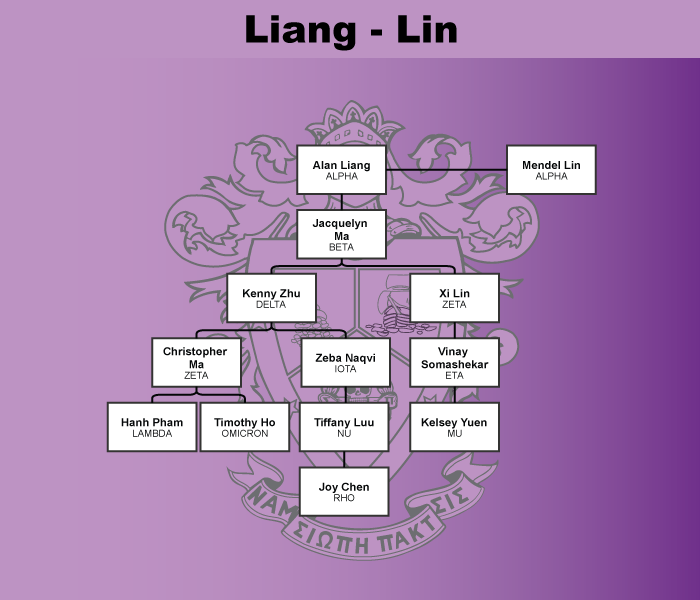 Liang - Lin
Alan Liang
ALPHA
Mendel Lin
ALPHA
Jacquelyn
Ma
BETA
Kenny Zhu
DELTA
Xi Lin
ZETA
Christopher
Ma
ZETA
Zeba Naqvi
IOTA
Vinay
Somashekar
ETA
Hanh Pham
LAMBDA
Timothy Ho
OMICRON
Tiffany Luu
NU
Kelsey Yuen
MU
Joy Chen
RHO
ΣΙΩΠΗ ΠΑΚΤ
ΣΙΣ